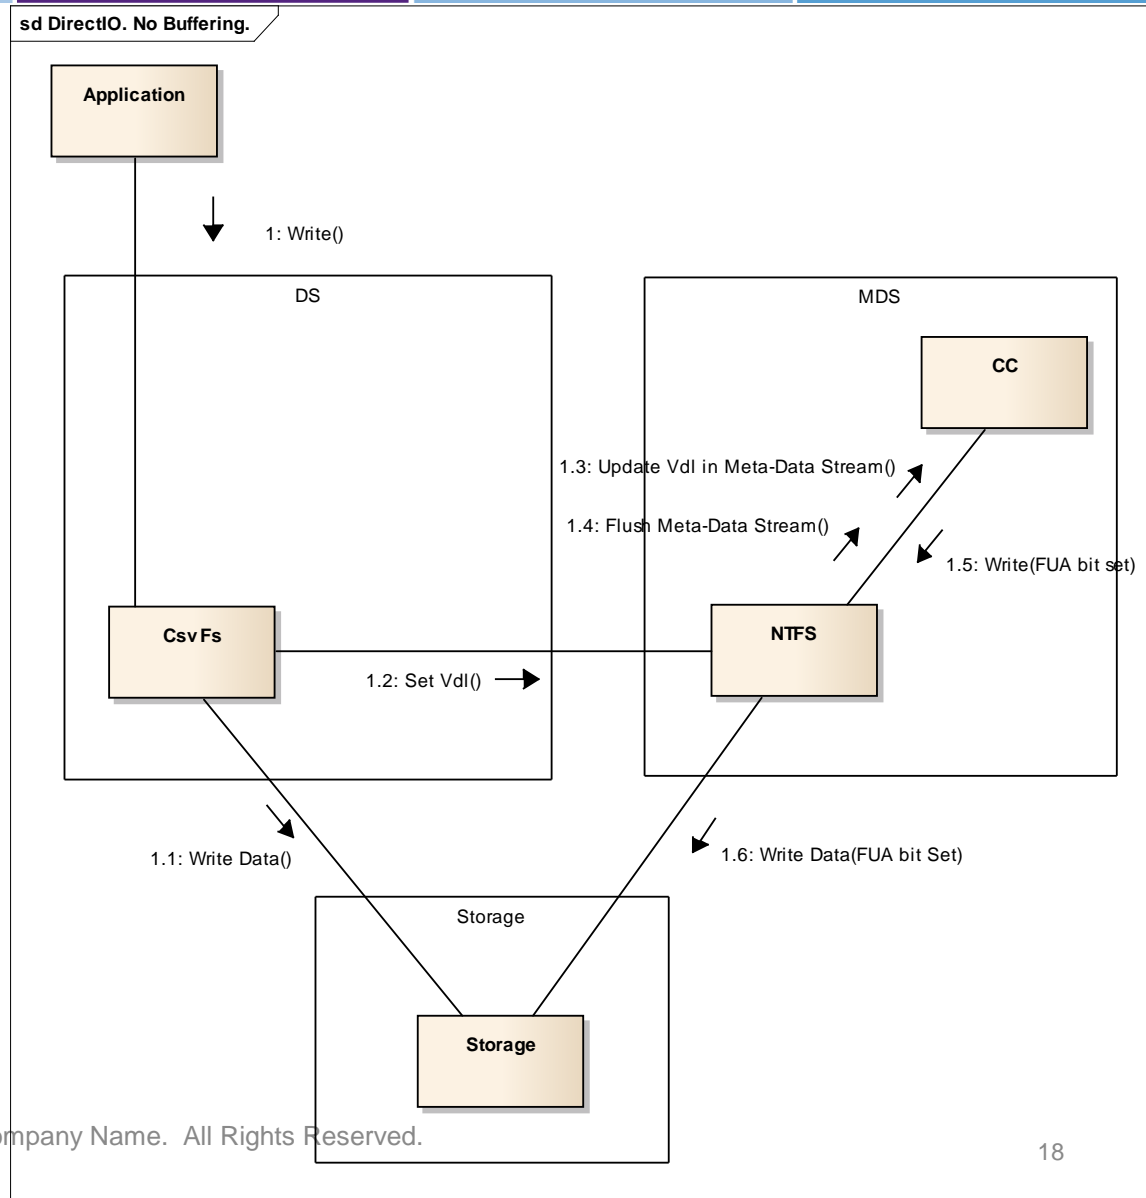 sd DirectIO. No Buffering.
Application
1: Write()
DS
MDS
CC
1.3: Update Vdl in Meta-Data Stream()
1.4: Flush Meta-Data Stream()
1.5: Write(FUA bit set)
CsvFs
NTFS
1.2: Set Vdl()
1.1: Write Data()
1.6: Write Data(FUA bit Set)
Storage
Storage
ompany Name. All Rights Reserved.
18